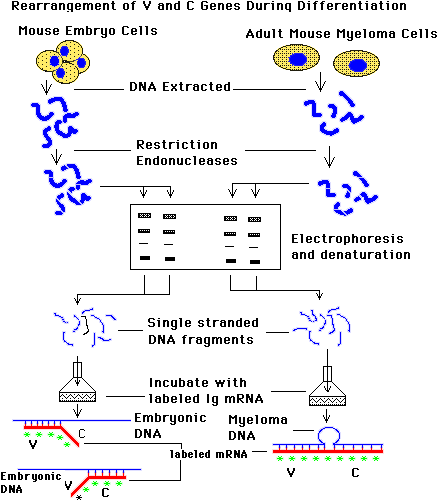 Rearrangement of V and C Genes During Differentiation
Mouse Embryo Cells
Adult Mouse Myeloma Cells
DNA Extracted
Restriction
Endonucleases
Electrophoresis
and denaturation
Single stranded
DNA fragments
Incubate with
labeled Ig mRNA
Embryonic
DNA
Myeloma
DNA
V
C
labeled mRNA
V
C
Embryonic
DNA
V
C